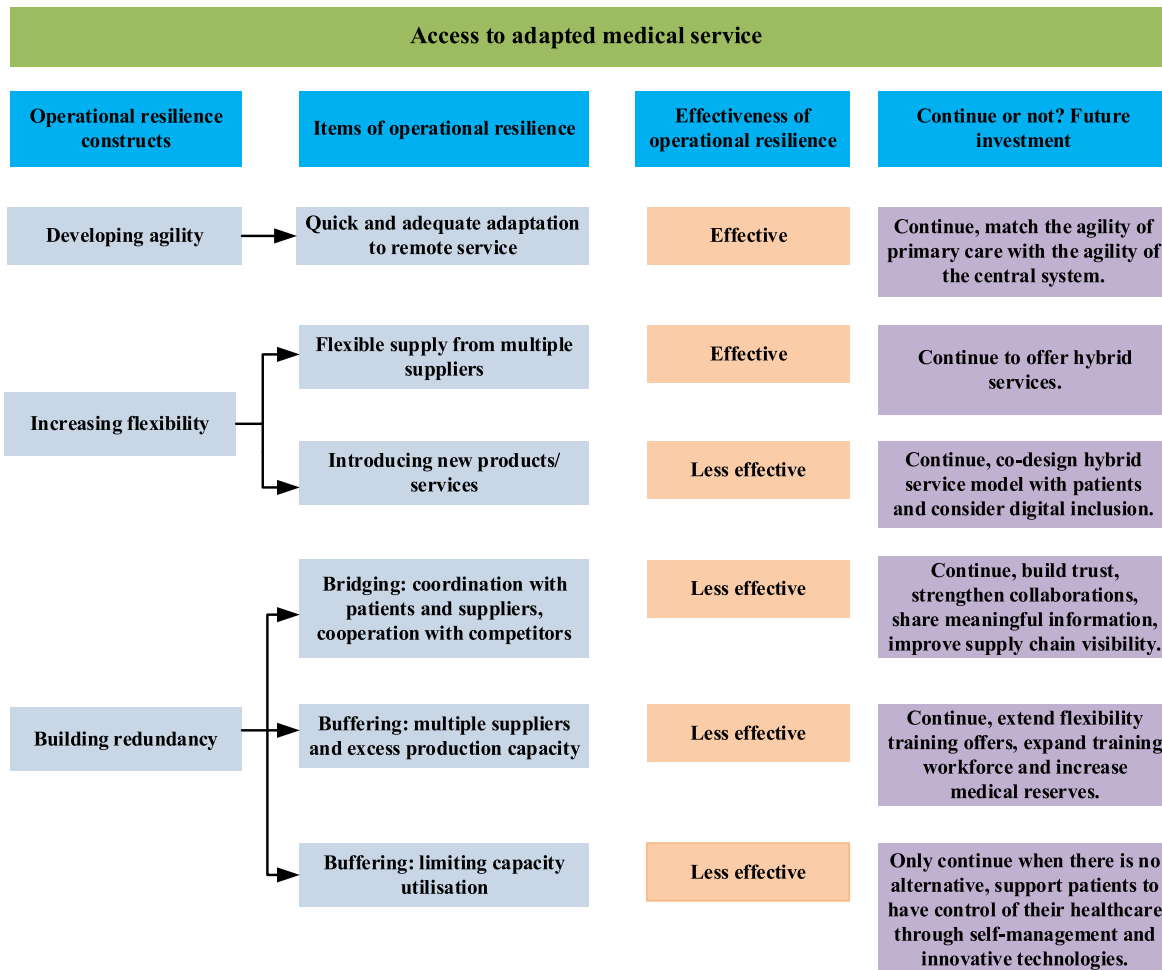 Access to adapted medical service
Operational resilience
constructs
Items of operational resilience
Effectiveness of
operational resilience
Continue or not? Future
investment
Developing agility
Quick and adequate adaptation
to remote service
Effective
Continue, match the agility of
primary care with the agility of
the central system.
Increasing flexibility
Flexible supply from multiple
suppliers
Effective
Continue to offer hybrid
services.
Introducing new products/
services
Less effective
Continue, co-design hybrid
service model with patients
and consider digital inclusion.
Building redundancy
Bridging: coordination with
patients and suppliers,
cooperation with competitors
Less effective
Continue, build trust,
strengthen collaborations,
share meaningful information,
improve supply chain visibility.
Buffering: multiple suppliers
and excess production capacity
Less effective
Continue, extend flexibility
training offers, expand training
workforce and increase
medical reserves.
Buffering: limiting capacity
utilisation
Less effective
Only continue when there is no
alternative, support patients to
have control of their healthcare
through self-management and
innovative technologies.